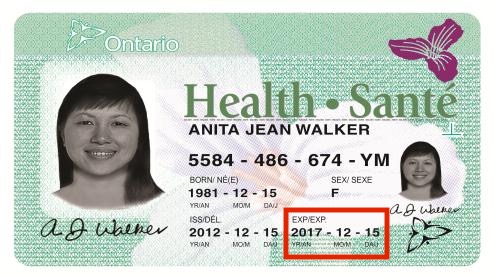 Ontario
Health • Santé
ANITA JEAN WALKER
5584 - 486 - 674 - YM
BORN/ NÉ(E) SEX/ SEXE
1981 - 12 - 15 F
YR/AN MO/M DA/J
A J Walker
A J Walker
ISS/DÉL. EXP/EXP.
2012 - 12 - 15 2017 - 12 - 15
YR/AN MO/M DA/J YR/AN MO/M DA/J